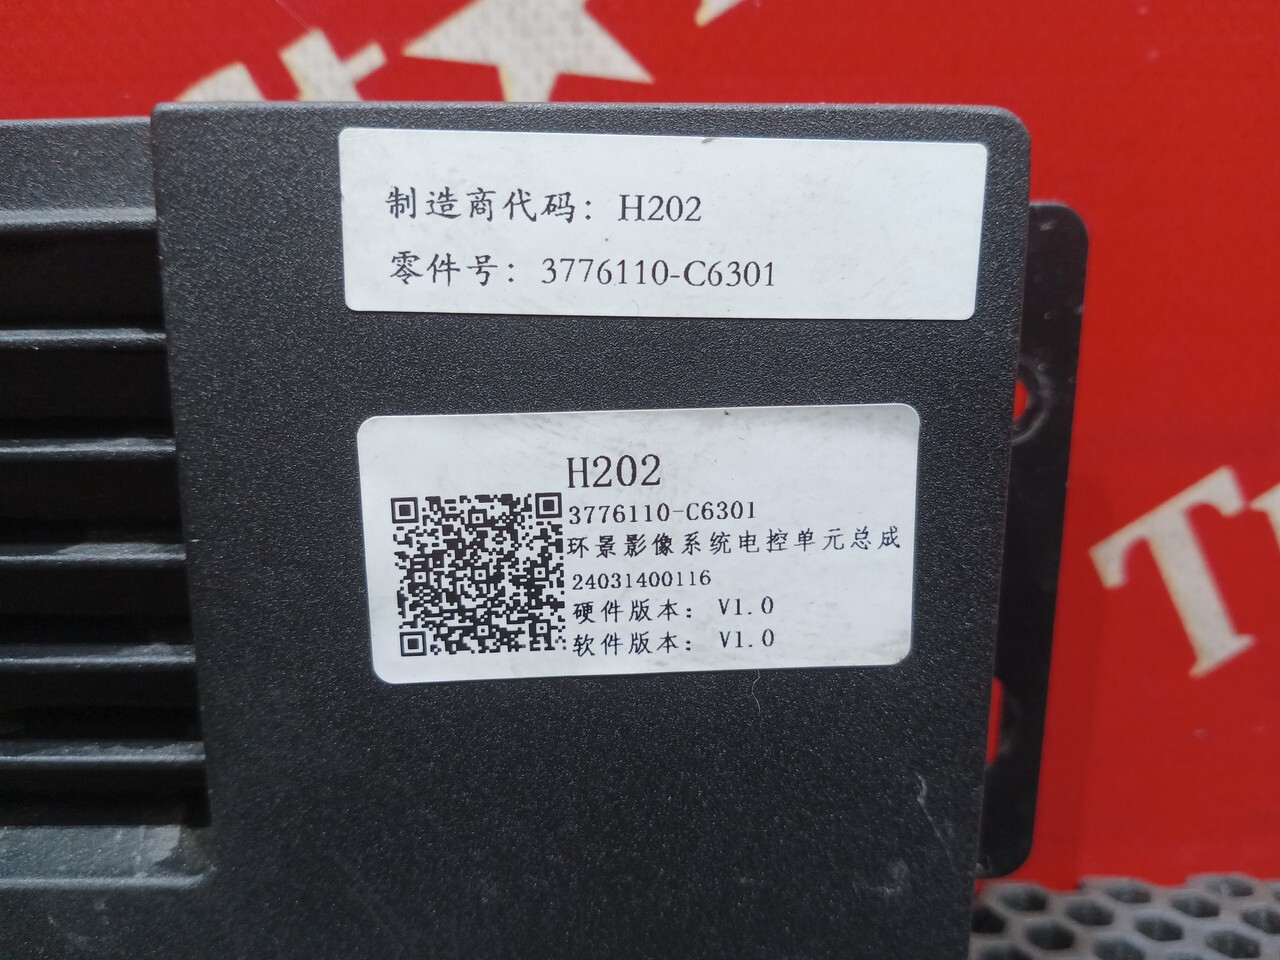 制造商代码：H202
零件号：3776110-C6301
H202
3776110-C6301
环景影像系统电控单元总成
24031400116
硬件版本：V1.0
软件版本：V1.0